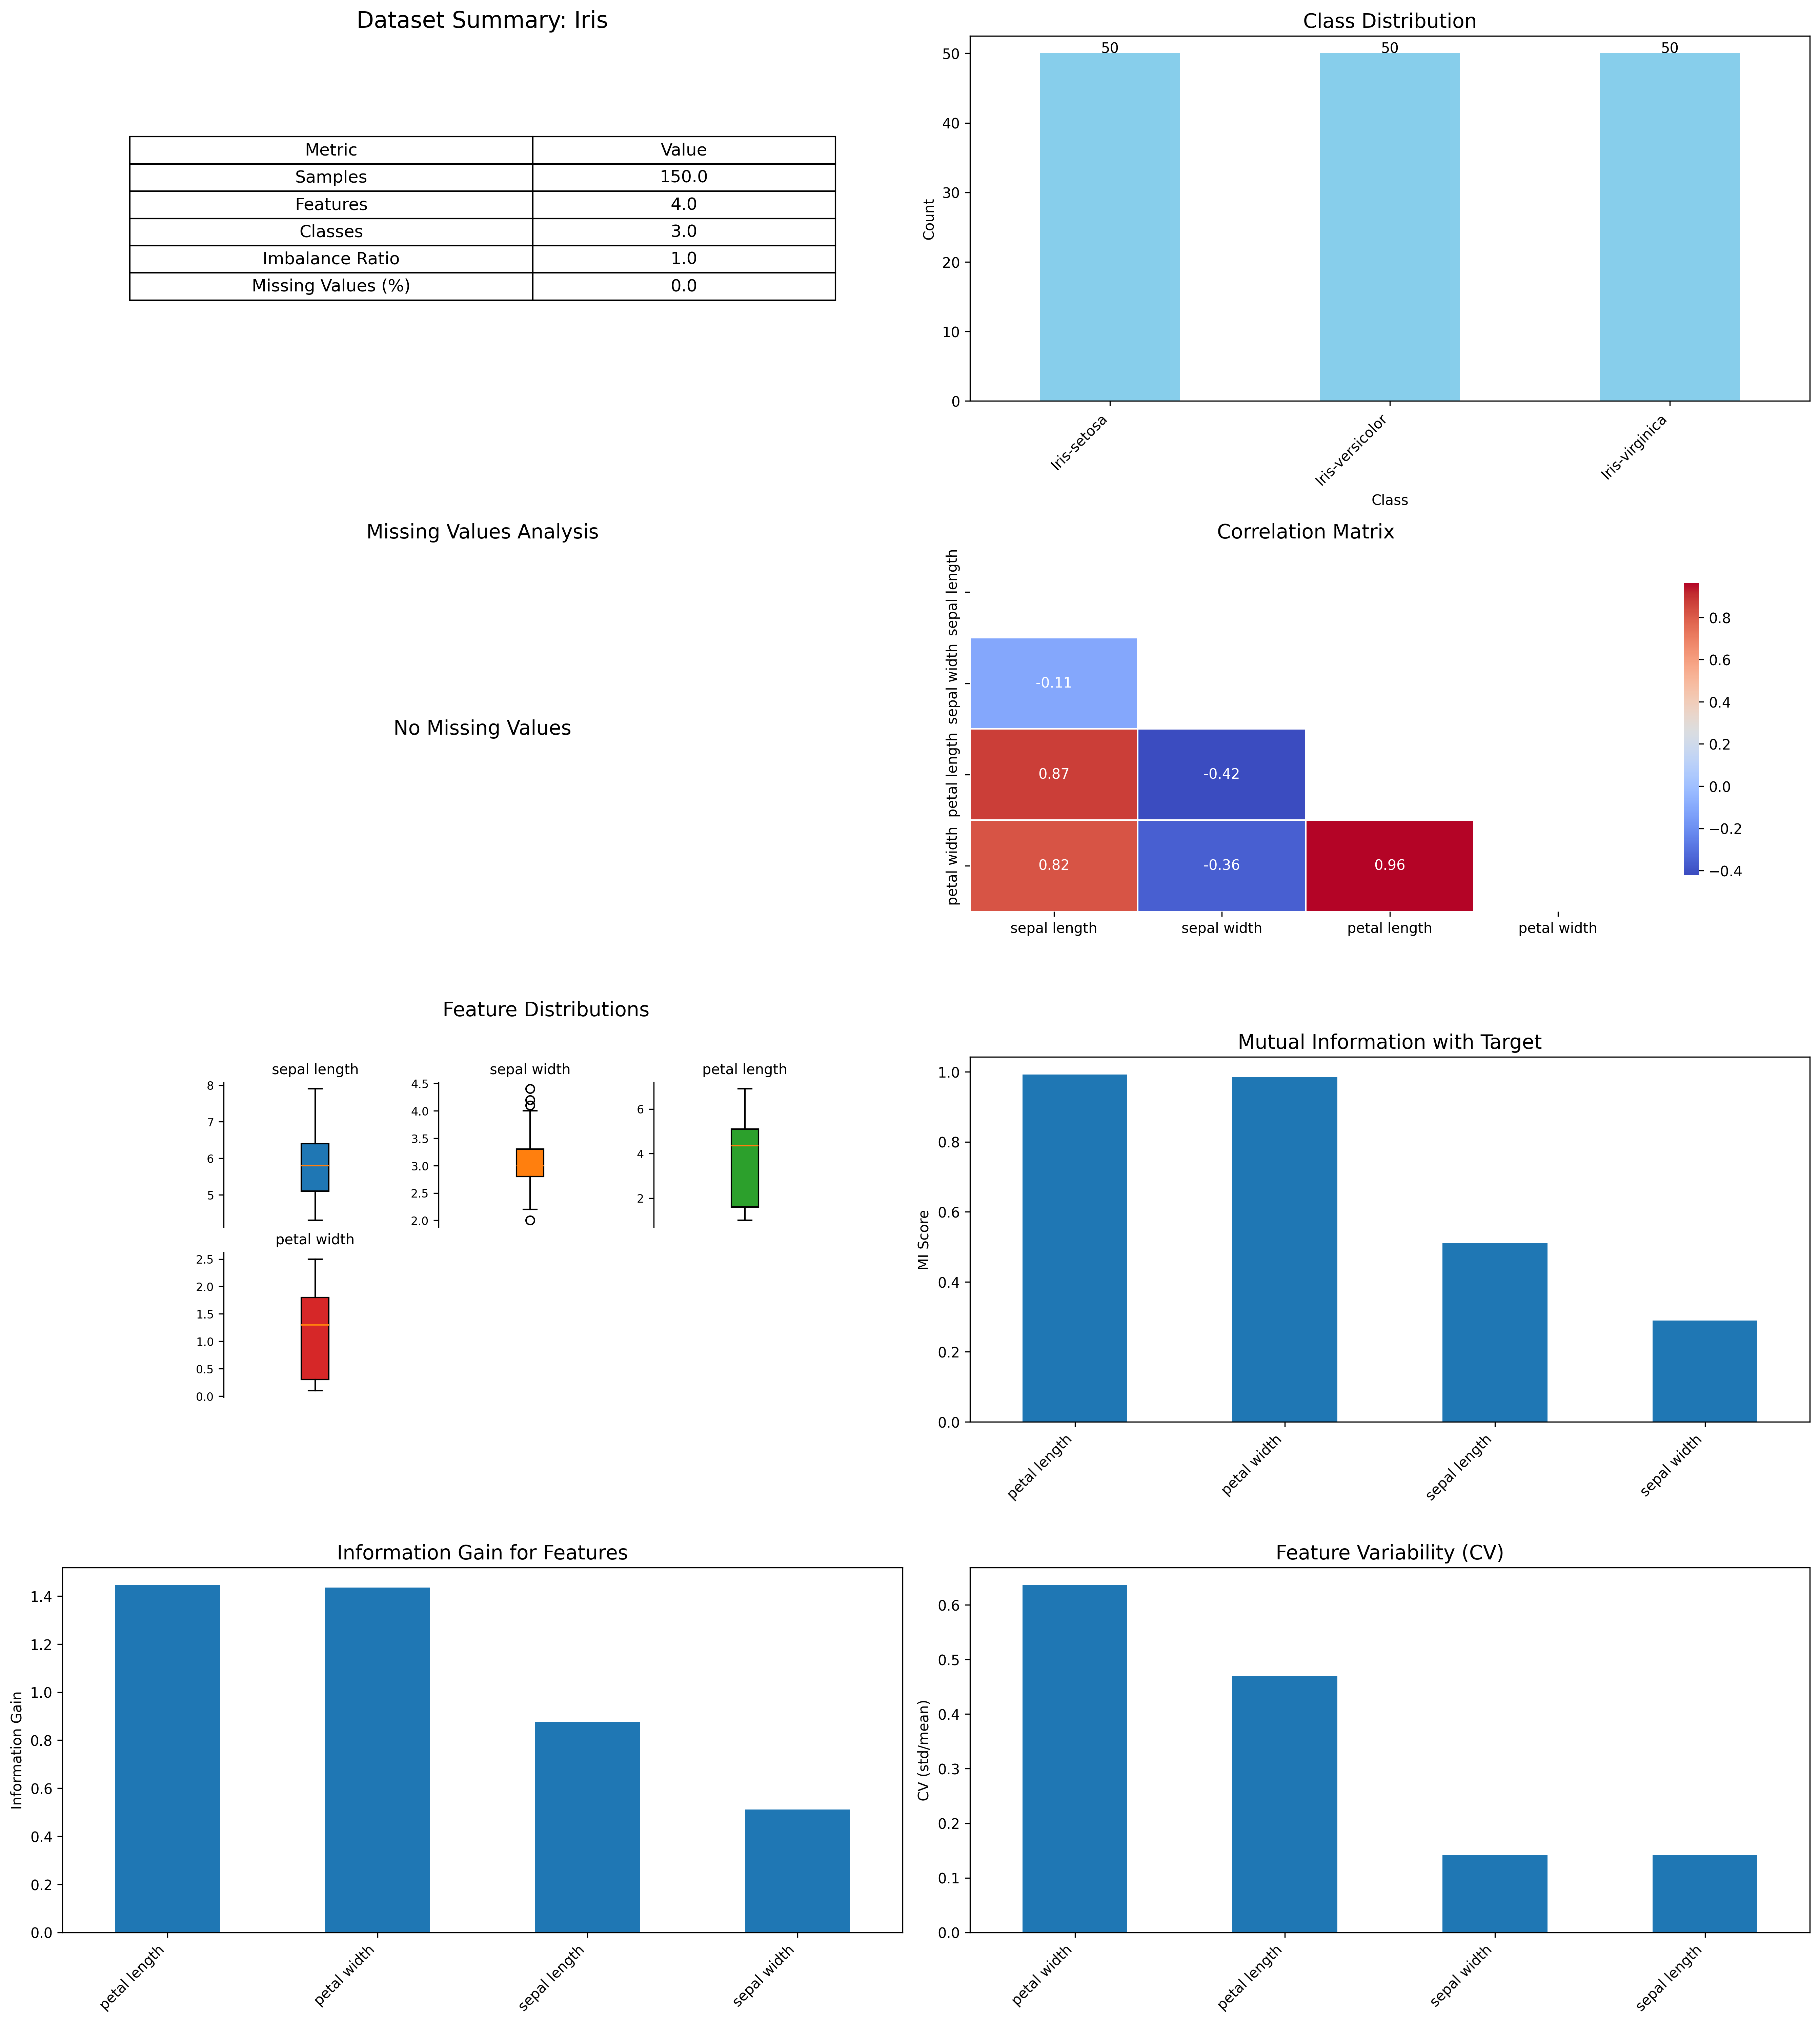 Dataset Summary: Iris
Metric Value
Samples 150.0
Features 4.0
Classes 3.0
Imbalance Ratio 1.0
Missing Values (%) 0.0
Class Distribution
50 50 50
50
40
30
20
10
0
Count
Iris-setosa
Iris-versicolor
Iris-virginica
Class
Missing Values Analysis
No Missing Values
Correlation Matrix
sepal length
sepal width
petal length
petal width
-0.11
0.87 -0.42
0.82 -0.36 0.96
sepal length sepal width petal length petal width
0.8
0.6
0.4
0.2
0.0
−0.2
−0.4
Feature Distributions
sepal length
8
7
6
5
sepal width
4.5
4.0
3.5
3.0
2.5
2.0
petal length
6
4
2
petal width
2.5
2.0
1.5
1.0
0.5
0.0
Mutual Information with Target
1.0
0.8
0.6
0.4
0.2
0.0
MI Score
petal length
petal width
sepal length
sepal width
Information Gain for Features
1.4
1.2
1.0
0.8
0.6
0.4
0.2
0.0
Information Gain
petal length
petal width
sepal length
sepal width
Feature Variability (CV)
0.6
0.5
0.4
0.3
0.2
0.1
0.0
CV (std/mean)
petal width
petal length
sepal width
sepal length